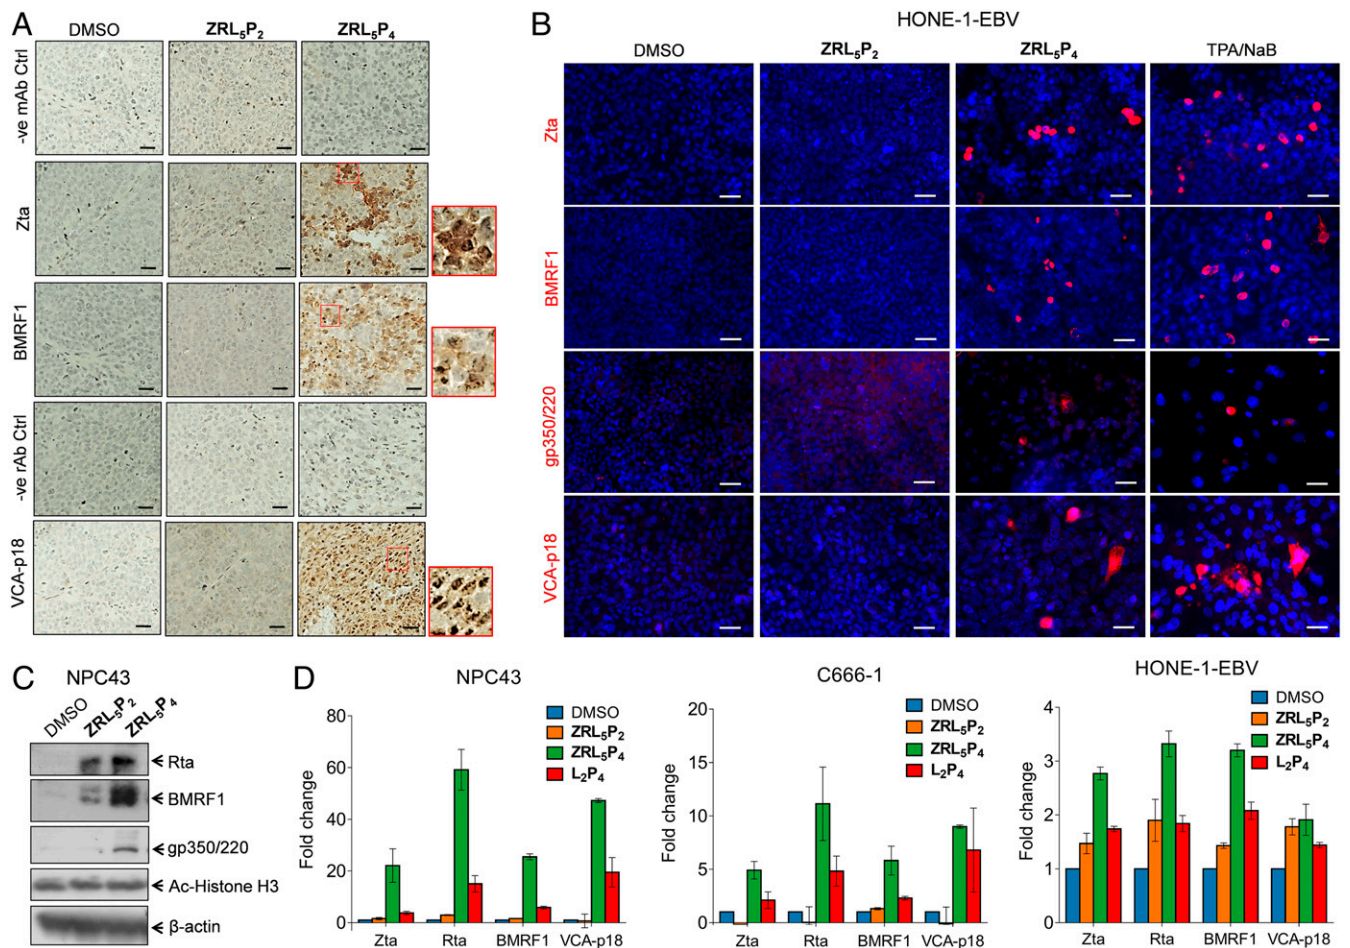 A
DMSO ZRL₅P₂ ZRL₅P₄
-ve mAb Ctrl
Zta
BMRF1
-ve rAb Ctrl
VCA-p18
B
HONE-1-EBV
DMSO ZRL₅P₂ ZRL₅P₄ TPA/NaB
Zta
BMRF1
gp350/220
VCA-p18
C
NPC43
DMSO ZRL₅P₂ ZRL₅P₄
Rta
BMRF1
gp350/220
Ac-Histone H3
β-actin
D
NPC43
DMSO
ZRL₅P₂
ZRL₅P₄
L₂P₄
Fold change
80
60
40
20
0
Zta Rta BMRF1 VCA-p18
C666-1
DMSO
ZRL₅P₂
ZRL₅P₄
L₂P₄
Fold change
20
15
10
5
0
Zta Rta BMRF1 VCA-p18
HONE-1-EBV
DMSO
ZRL₅P₂
ZRL₅P₄
L₂P₄
Fold change
4
3
2
1
0
Zta Rta BMRF1 VCA-p18